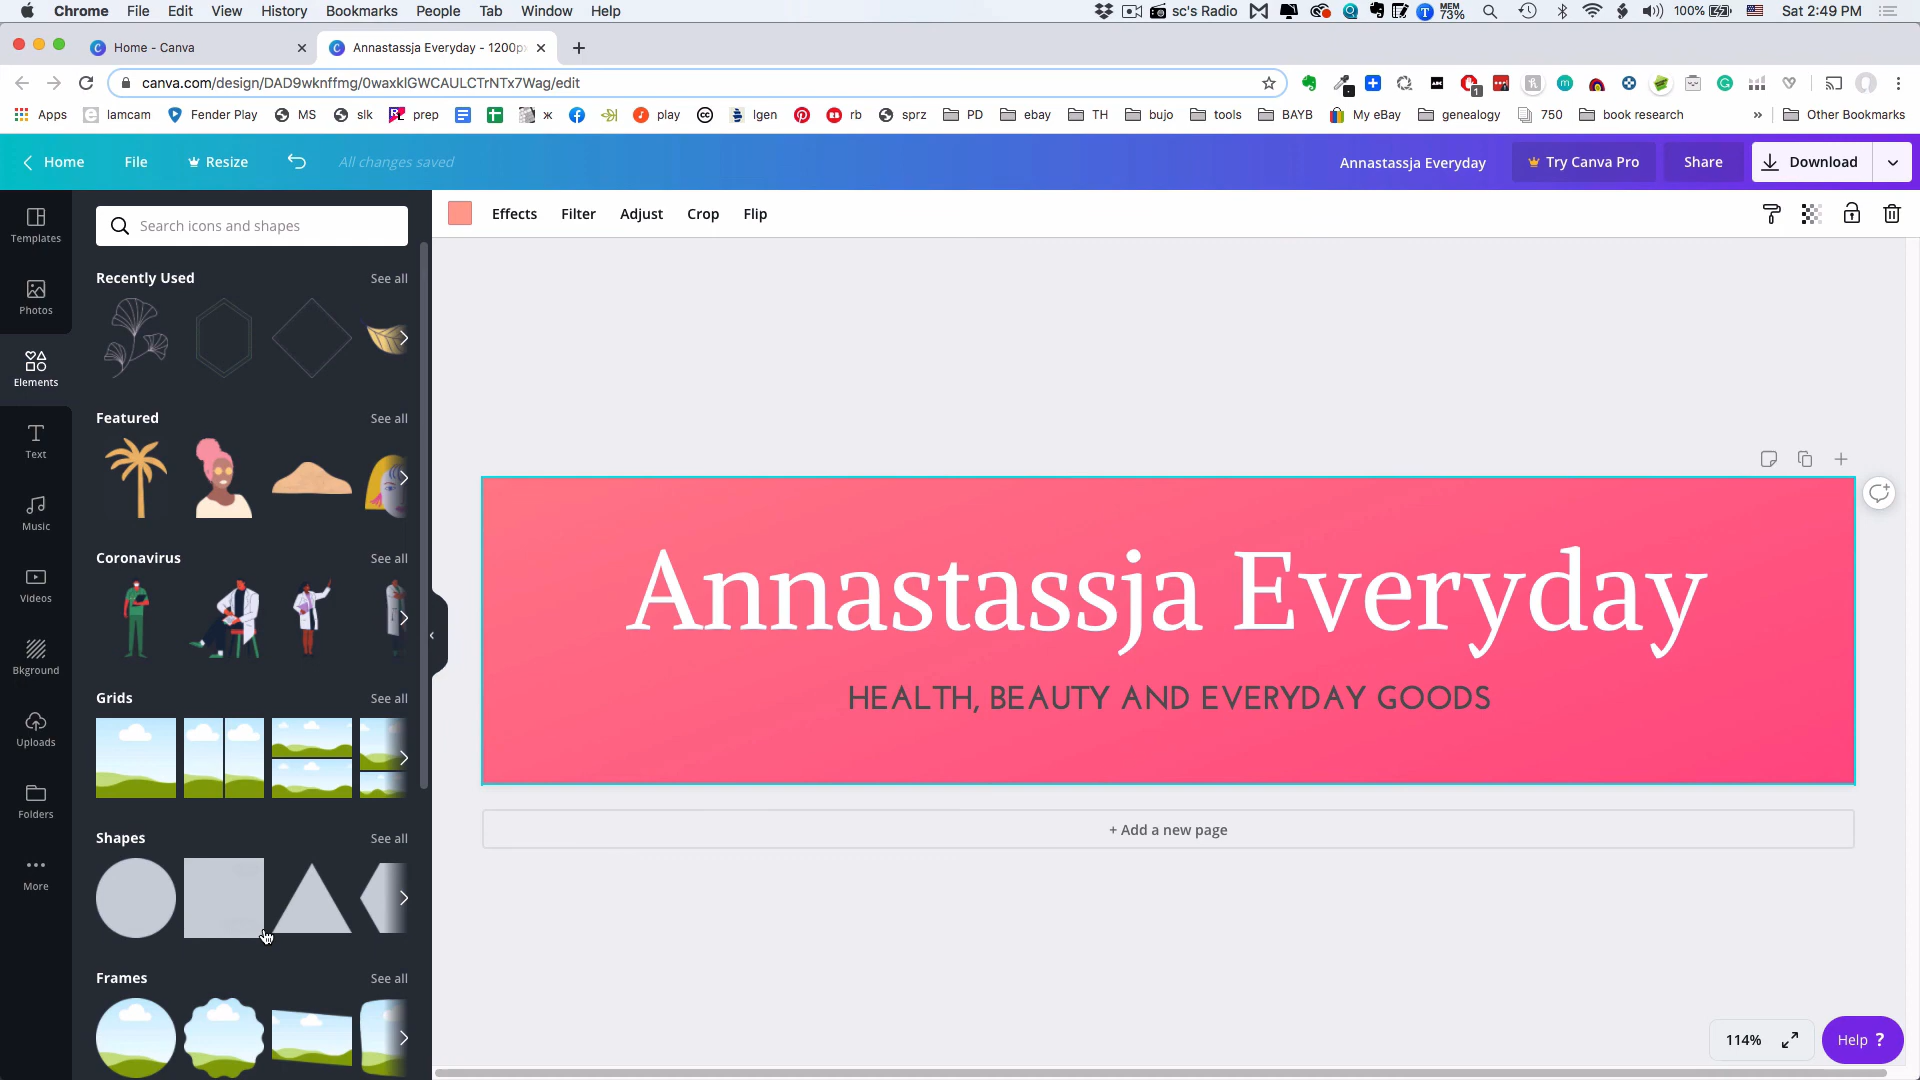 Chrome File Edit View History Bookmarks People Tab Window Help
sc's Radio MEM 73% 100% Sat 2:49 PM
Home - Canva
Annastassja Everyday - 1200p
canva.com/design/DAD9wknffmg/0waxklGWCAULCTrNTx7Wag/edit
Apps lamcam Fender Play MS slk prep ж play lgen rb sprz PD ebay TH bujo tools BAYB My eBay genealogy 750 book research » Other Bookmarks
Home File Resize All changes saved
Annastassja Everyday Try Canva Pro Share Download
Templates
Photos
Elements
Text
Music
Videos
Bkground
Uploads
Folders
More
Search icons and shapes
Recently Used See all
Featured See all
Coronavirus See all
Grids See all
Shapes See all
Frames See all
Effects Filter Adjust Crop Flip
Annastassja Everyday
HEALTH, BEAUTY AND EVERYDAY GOODS
+ Add a new page
114%
Help ?